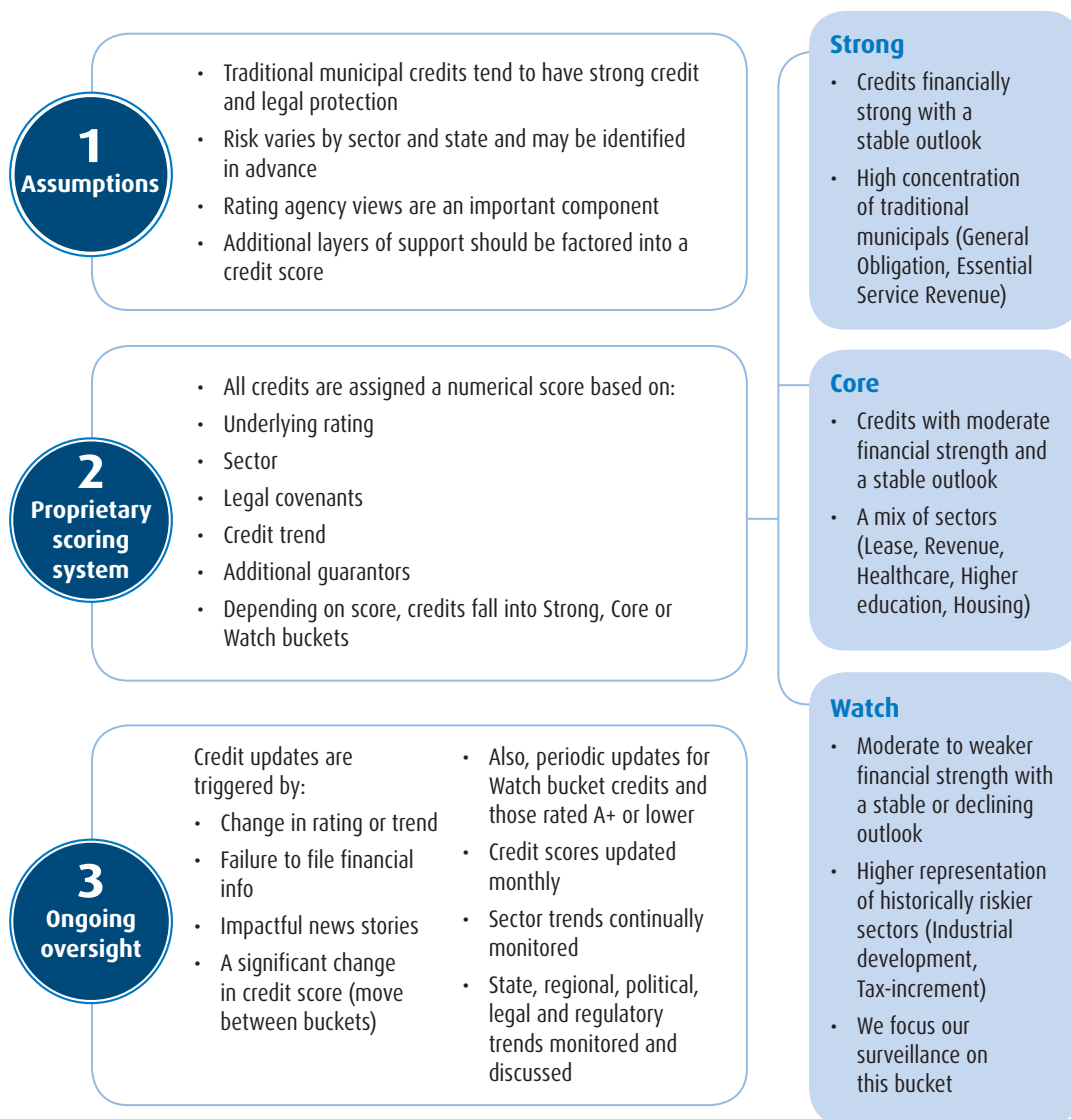 1
Assumptions
• Traditional municipal credits tend to have strong credit
and legal protection
• Risk varies by sector and state and may be identified
in advance
• Rating agency views are an important component
• Additional layers of support should be factored into a
credit score
2
Proprietary
scoring
system
• All credits are assigned a numerical score based on:
• Underlying rating
• Sector
• Legal covenants
• Credit trend
• Additional guarantors
• Depending on score, credits fall into Strong, Core or
Watch buckets
3
Ongoing
oversight
Credit updates are
triggered by:
• Change in rating or trend
• Failure to file financial
info
• Impactful news stories
• A significant change
in credit score (move
between buckets)
• Also, periodic updates for
Watch bucket credits and
those rated A+ or lower
• Credit scores updated
monthly
• Sector trends continually
monitored
• State, regional, political,
legal and regulatory
trends monitored and
discussed
Strong
• Credits financially
strong with a
stable outlook
• High concentration
of traditional
municipals (General
Obligation, Essential
Service Revenue)
Core
• Credits with moderate
financial strength and
a stable outlook
• A mix of sectors
(Lease, Revenue,
Healthcare, Higher
education, Housing)
Watch
• Moderate to weaker
financial strength with
a stable or declining
outlook
• Higher representation
of historically riskier
sectors (Industrial
development,
Tax-increment)
• We focus our
surveillance on
this bucket